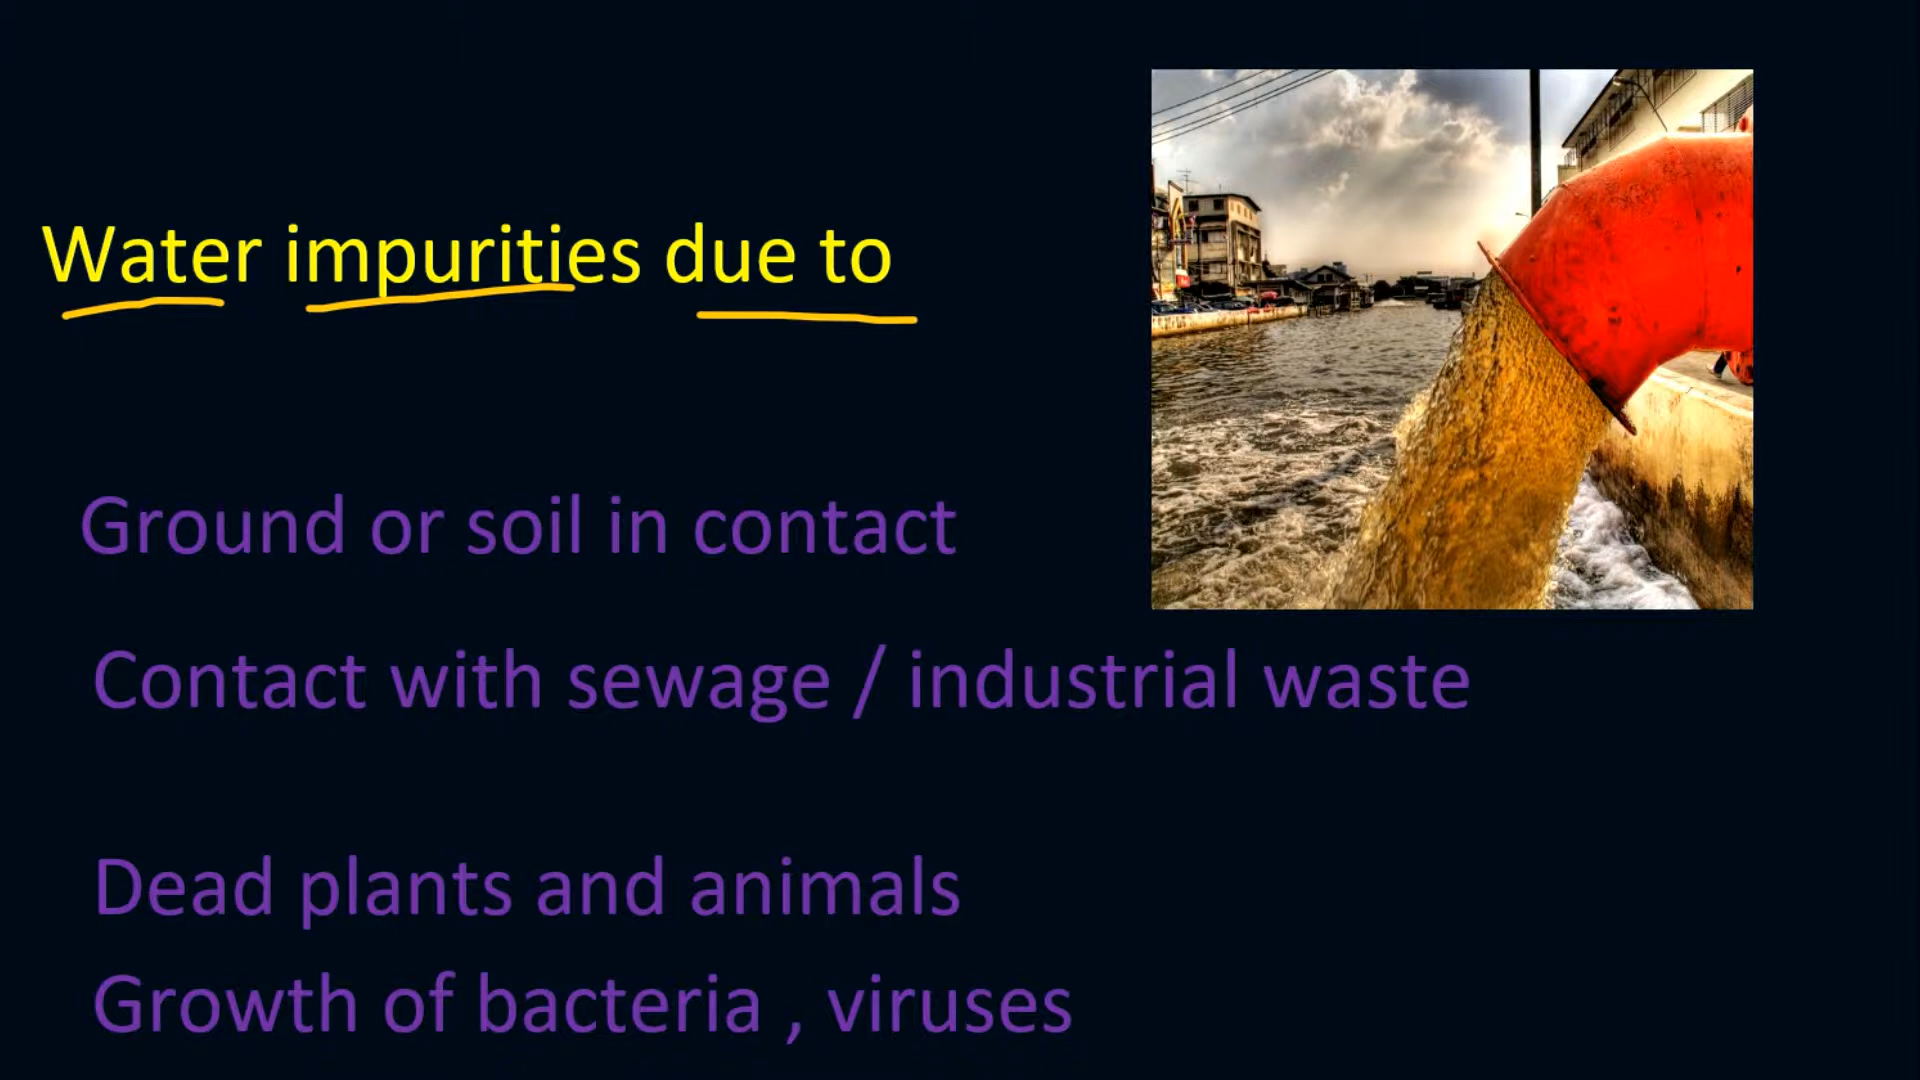 Water impurities due to
Ground or soil in contact
Contact with sewage / industrial waste
Dead plants and animals
Growth of bacteria , viruses